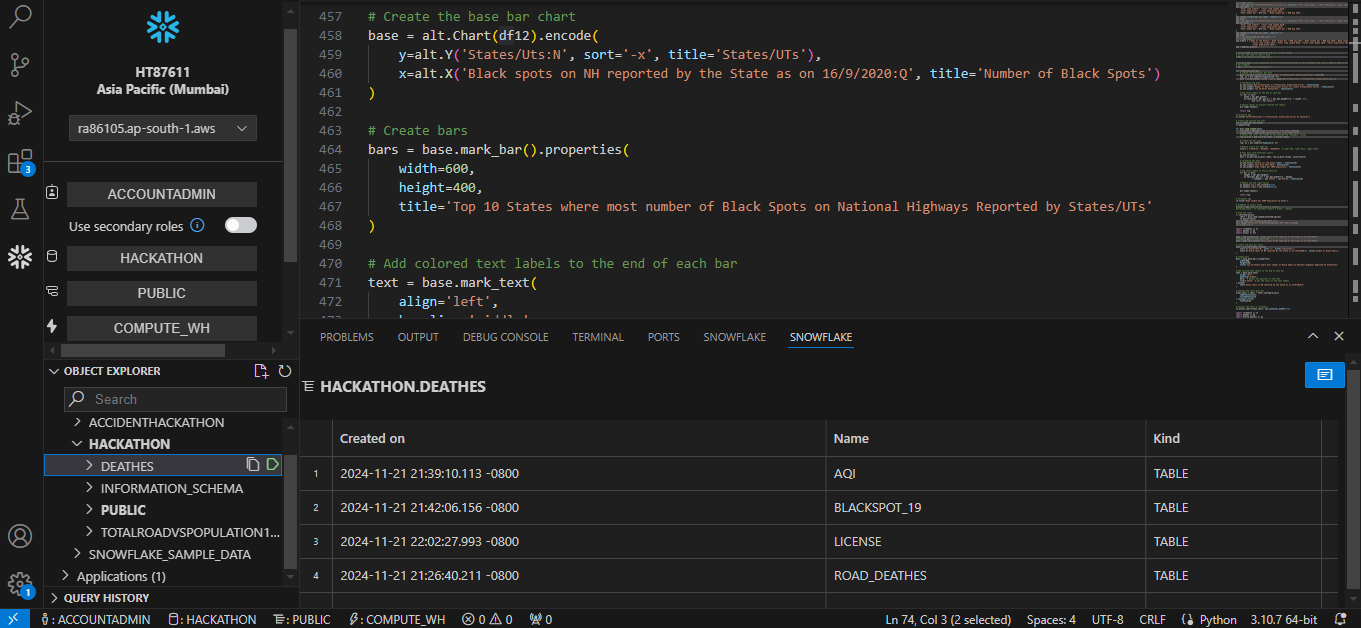 HT87611
Asia Pacific (Mumbai)
ra86105.ap-south-1.aws
ACCOUNTADMIN
Use secondary roles
HACKATHON
PUBLIC
COMPUTE_WH
OBJECT EXPLORER
Search
ACCIDENTHACKATHON
HACKATHON
DEATHES
INFORMATION_SCHEMA
PUBLIC
TOTALROADVSPOPULATION1...
SNOWFLAKE_SAMPLE_DATA
Applications (1)
QUERY HISTORY
3
1
457 # Create the base bar chart
458 base = alt.Chart(df12).encode(
459     y=alt.Y('States/Uts:N', sort='-x', title='States/UTs'),
460     x=alt.X('Black spots on NH reported by the State as on 16/9/2020:Q', title='Number of Black Spots')
461 )
462
463 # Create bars
464 bars = base.mark_bar().properties(
465     width=600,
466     height=400,
467     title='Top 10 States where most number of Black Spots on National Highways Reported by States/UTs'
468 )
469
470 # Add colored text labels to the end of each bar
471 text = base.mark_text(
472     align='left',
PROBLEMS OUTPUT DEBUG CONSOLE TERMINAL PORTS SNOWFLAKE SNOWFLAKE
HACKATHON.DEATHES
Created on Name Kind
1 2024-11-21 21:39:10.113 -0800 AQI TABLE
2 2024-11-21 21:42:06.156 -0800 BLACKSPOT_19 TABLE
3 2024-11-21 22:02:27.993 -0800 LICENSE TABLE
4 2024-11-21 21:26:40.211 -0800 ROAD_DEATHES TABLE
: ACCOUNTADMIN : HACKATHON : PUBLIC : COMPUTE_WH 0 0 0 Ln 74, Col 3 (2 selected) Spaces: 4 UTF-8 CRLF Python 3.10.7 64-bit